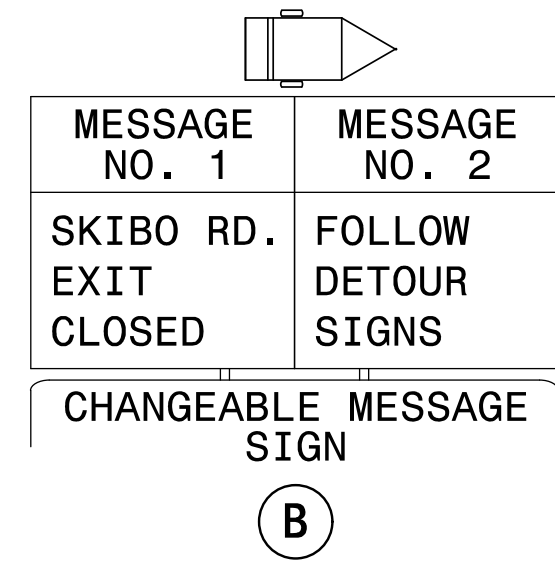 MESSAGE NO. 1
MESSAGE NO. 2
SKIBO RD.
EXIT
CLOSED
FOLLOW
DETOUR
SIGNS
CHANGEABLE MESSAGE
SIGN
B